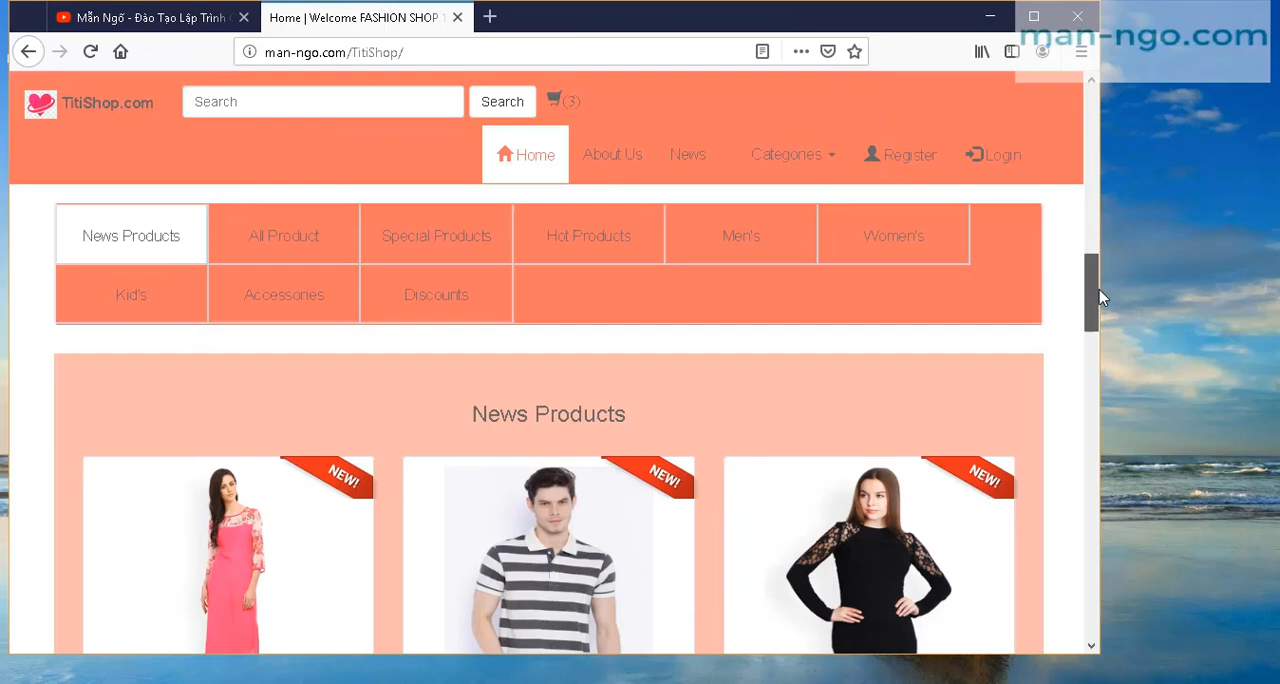 Mẫn Ngố - Đào Tạo Lập Trình
Home | Welcome FASHION SHOP
man-ngo.com
man-ngo.com/TitiShop/
TitiShop.com
Search
Search
(3)
Home
About Us
News
Categories
Register
Login
News Products
All Product
Special Products
Hot Products
Men's
Women's
Kid's
Accessories
Discounts
News Products
NEW!
NEW!
NEW!